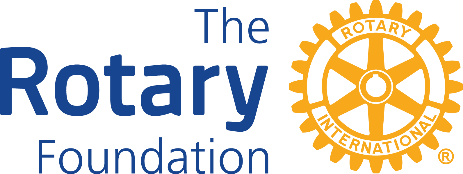 The
Rotary
Foundation
ROTARY
INTERNATIONAL
®